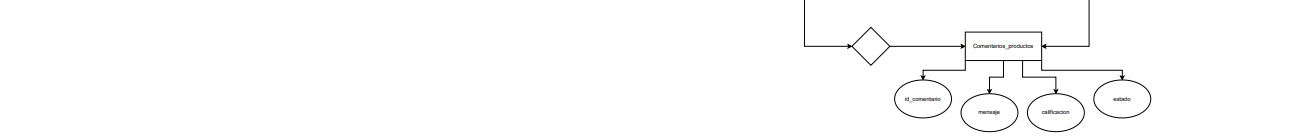 Comentarios_productos
id_comentario
mensaje
calificacion
estado